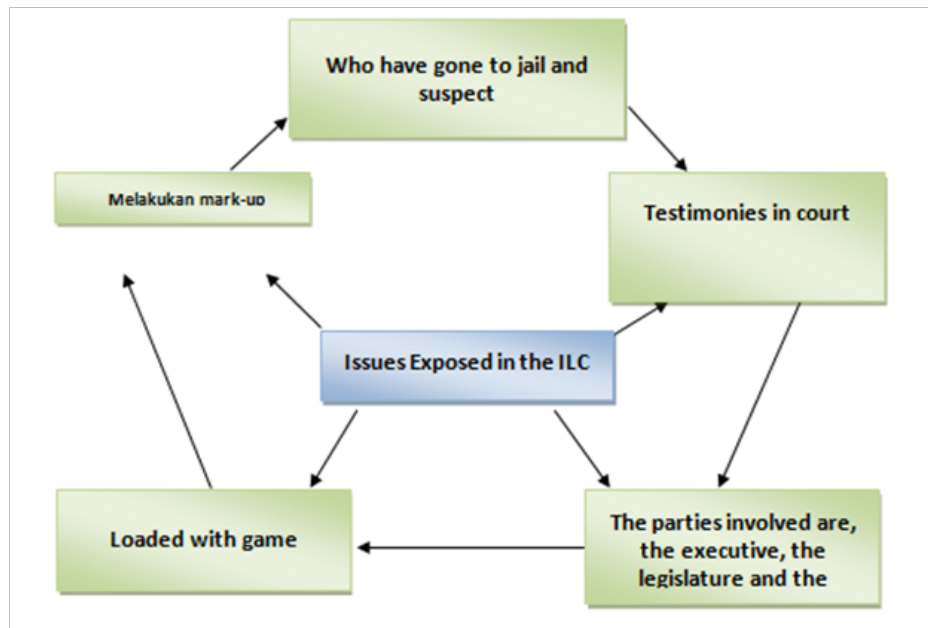 Who have gone to jail and
suspect
Melakukan mark-up
Testimonies in court
Issues Exposed in the ILC
Loaded with game
The parties involved are,
the executive, the
legislature and the